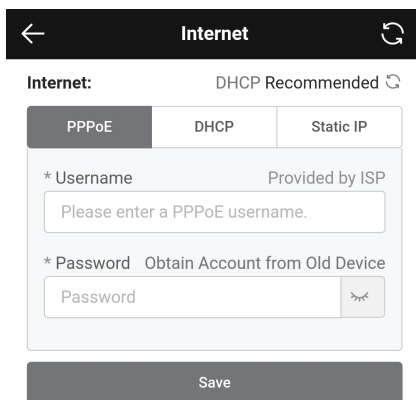 Internet
Internet: DHCP Recommended
PPPoE DHCP Static IP
* Username Provided by ISP
Please enter a PPPoE username.
* Password Obtain Account from Old Device
Password
Save